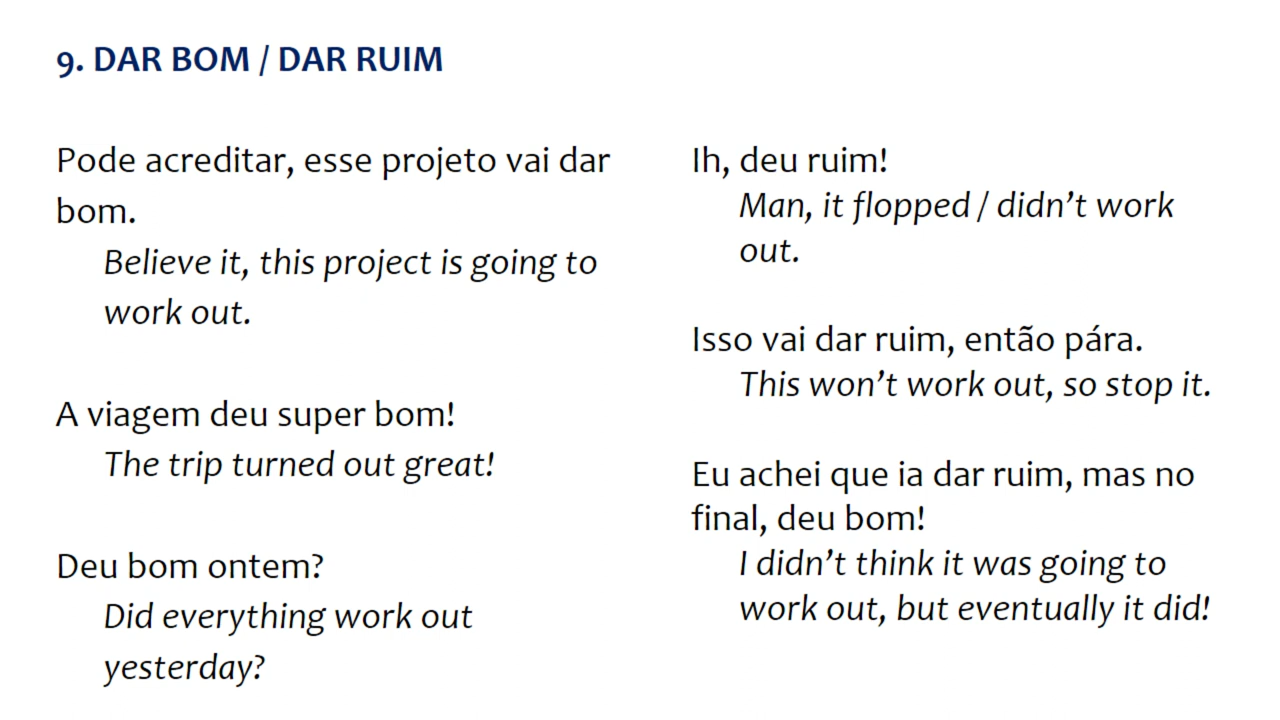 9. DAR BOM / DAR RUIM
Pode acreditar, esse projeto vai dar
bom.
Believe it, this project is going to
work out.
A viagem deu super bom!
The trip turned out great!
Deu bom ontem?
Did everything work out
yesterday?
Ih, deu ruim!
Man, it flopped / didn’t work
out.
Isso vai dar ruim, então pára.
This won’t work out, so stop it.
Eu achei que ia dar ruim, mas no
final, deu bom!
I didn’t think it was going to
work out, but eventually it did!